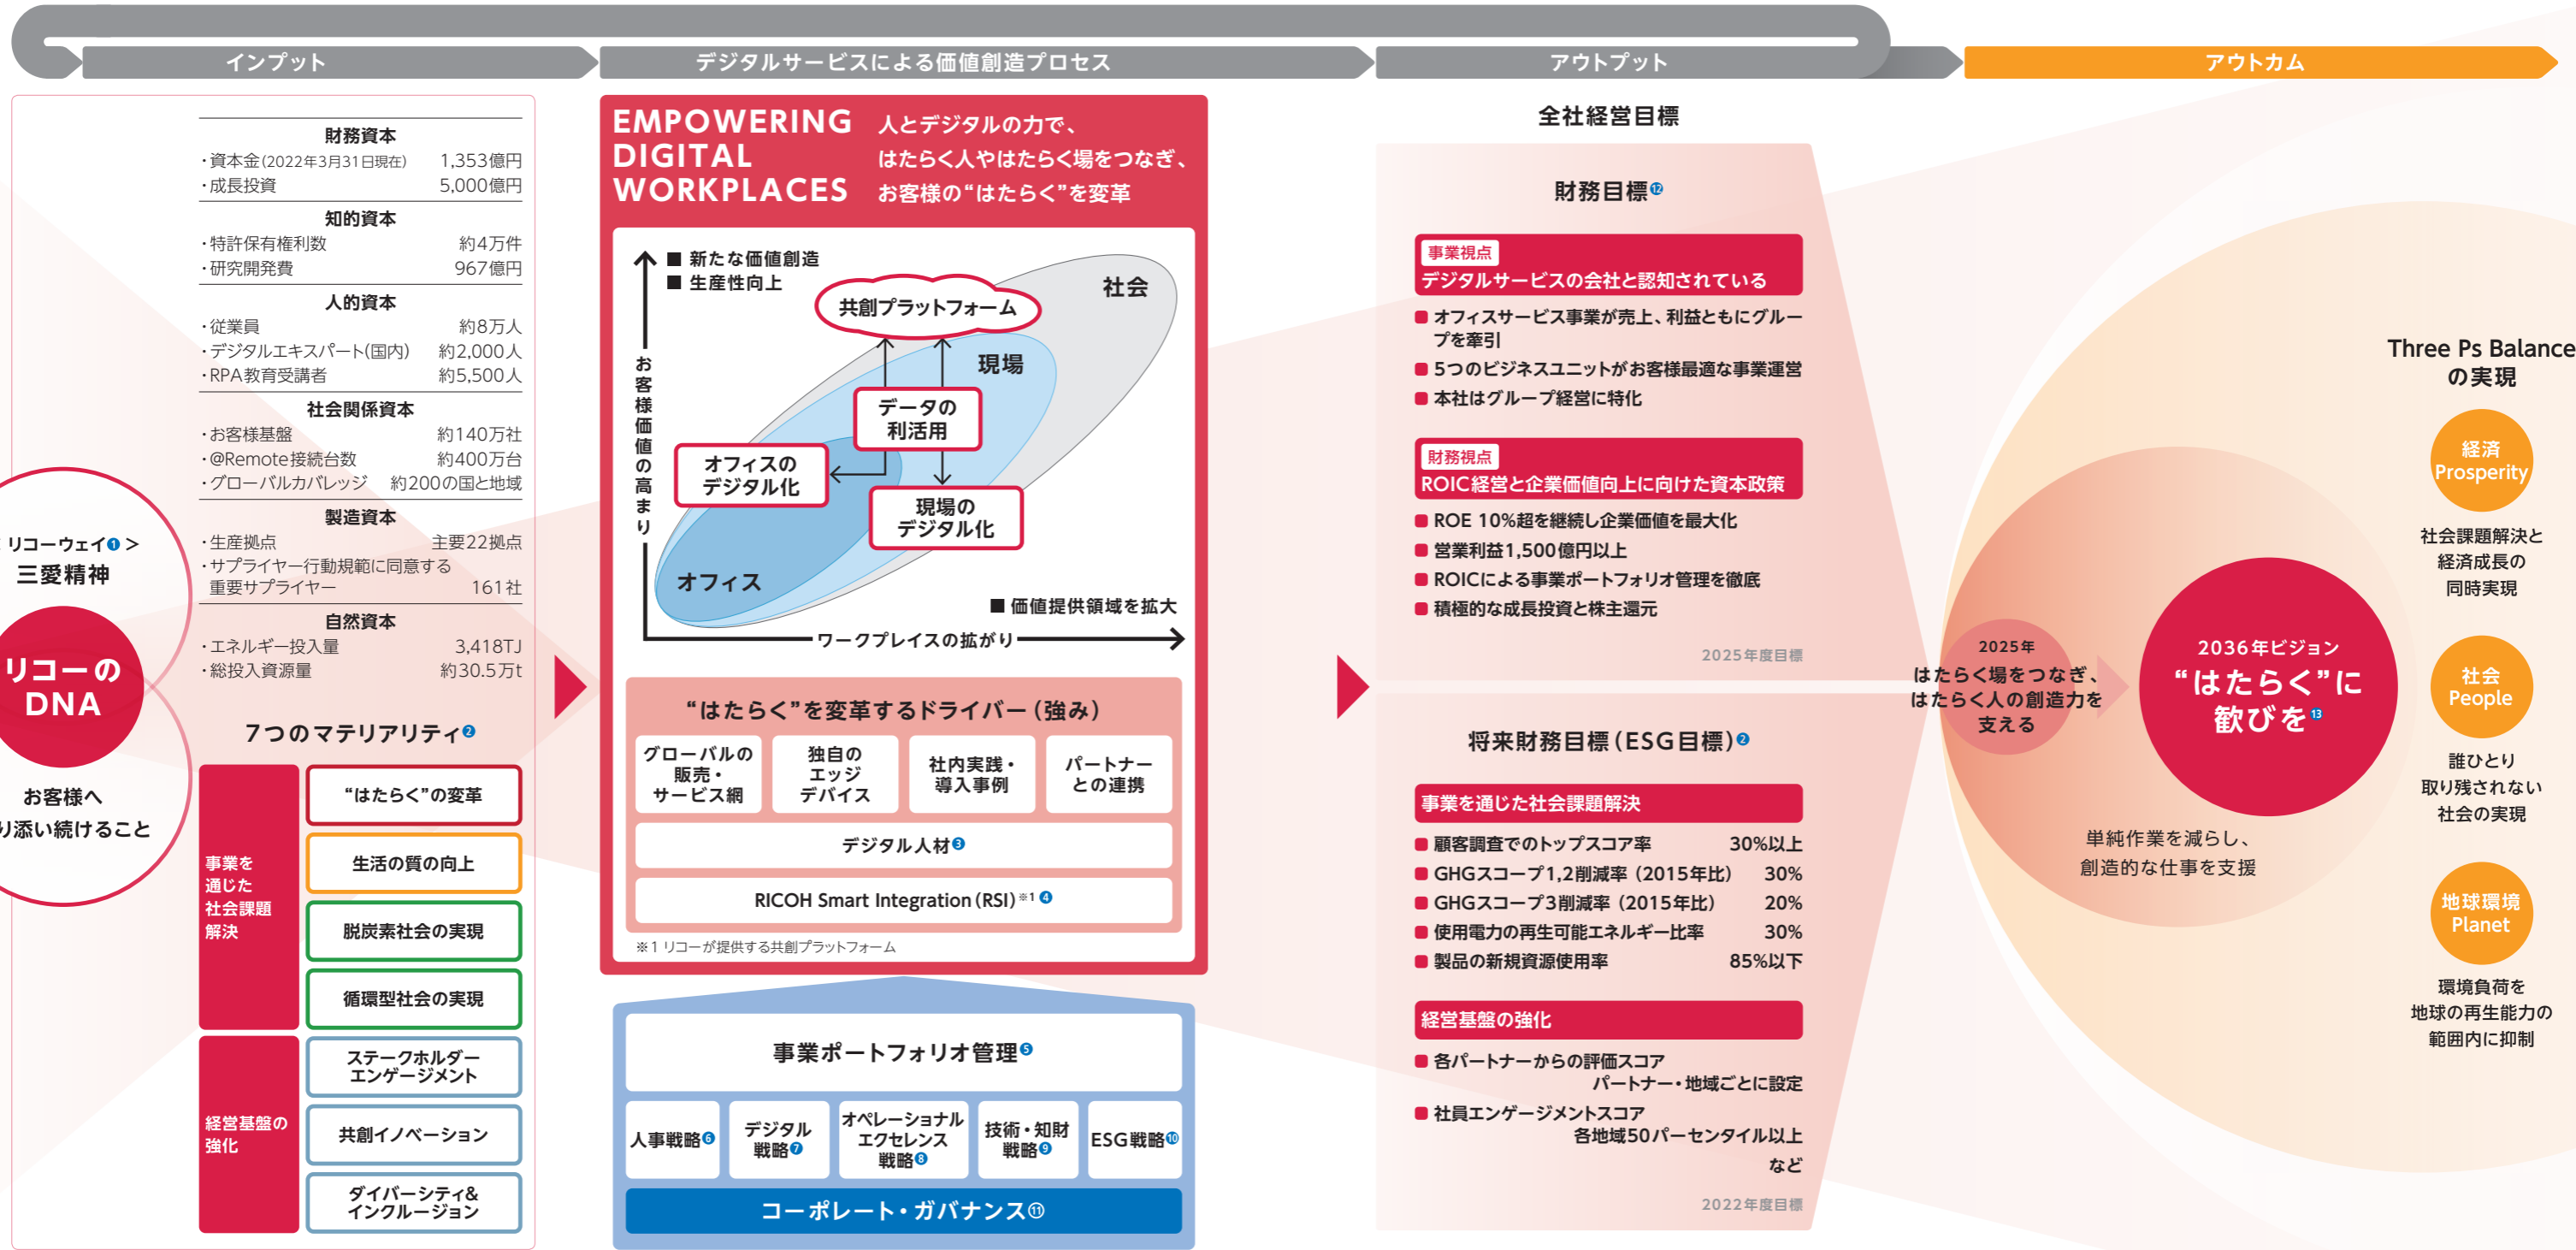 インプット
デジタルサービスによる価値創造プロセス
アウトプット
アウトカム
リコーウェイ❶ >
三愛精神
リコーの
DNA
お客様へ
り添い続けること
財務資本
・資本金(2022年3月31日現在) 1,353億円
・成長投資 5,000億円
知的資本
・特許保有権利数 約4万件
・研究開発費 967億円
人的資本
・従業員 約8万人
・デジタルエキスパート(国内) 約2,000人
・RPA教育受講者 約5,500人
社会関係資本
・お客様基盤 約140万社
・@Remote接続台数 約400万台
・グローバルカバレッジ 約200の国と地域
製造資本
・生産拠点 主要22拠点
・サプライヤー行動規範に同意する
重要サプライヤー 161社
自然資本
・エネルギー投入量 3,418TJ
・総投入資源量 約30.5万t
7つのマテリアリティ❷
事業を
通じた
社会課題
解決
“はたらく”の変革
生活の質の向上
脱炭素社会の実現
循環型社会の実現
経営基盤の
強化
ステークホルダー
エンゲージメント
共創イノベーション
ダイバーシティ&
インクルージョン
EMPOWERING
DIGITAL
WORKPLACES
人とデジタルの力で、
はたらく人やはたらく場をつなぎ、
お客様の“はたらく”を変革
■ 新たな価値創造
■ 生産性向上
お客様価値の高まり
共創プラットフォーム
社会
現場
データの
利活用
オフィスの
デジタル化
現場の
デジタル化
オフィス
■ 価値提供領域を拡大
ワークプレイスの拡がり
“はたらく”を変革するドライバー（強み）
グローバルの
販売・
サービス網
独自の
エッジ
デバイス
社内実践・
導入事例
パートナー
との連携
デジタル人材❸
RICOH Smart Integration（RSI）※1 ❹
※1 リコーが提供する共創プラットフォーム
事業ポートフォリオ管理❺
人事戦略❻
デジタル
戦略❼
オペレーショナル
エクセレンス
戦略❽
技術・知財
戦略❾
ESG戦略❿
コーポレート・ガバナンス⑪
全社経営目標
財務目標⓬
事業視点
デジタルサービスの会社と認知されている
■ オフィスサービス事業が売上、利益ともにグルー
プを牽引
■ 5つのビジネスユニットがお客様最適な事業運営
■ 本社はグループ経営に特化
財務視点
ROIC経営と企業価値向上に向けた資本政策
■ ROE 10%超を継続し企業価値を最大化
■ 営業利益1,500億円以上
■ ROICによる事業ポートフォリオ管理を徹底
■ 積極的な成長投資と株主還元
2025年度目標
将来財務目標（ESG目標）❷
事業を通じた社会課題解決
■ 顧客調査でのトップスコア率 30%以上
■ GHGスコープ1,2削減率（2015年比） 30%
■ GHGスコープ3削減率（2015年比） 20%
■ 使用電力の再生可能エネルギー比率 30%
■ 製品の新規資源使用率 85%以下
経営基盤の強化
■ 各パートナーからの評価スコア
パートナー・地域ごとに設定
■ 社員エンゲージメントスコア
各地域50パーセンタイル以上
など
2022年度目標
2025年
はたらく場をつなぎ、
はたらく人の創造力を
支える
2036年ビジョン
“はたらく”に
歓びを⓭
単純作業を減らし、
創造的な仕事を支援
Three Ps Balance
の実現
経済
Prosperity
社会課題解決と
経済成長の
同時実現
社会
People
誰ひとり
取り残されない
社会の実現
地球環境
Planet
環境負荷を
地球の再生能力の
範囲内に抑制